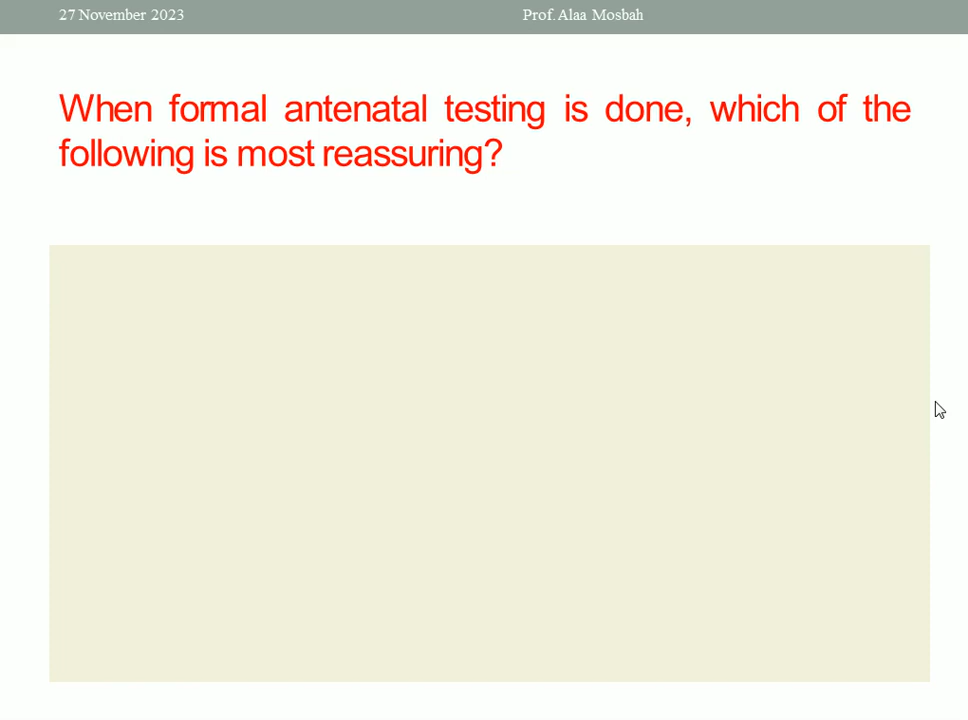 27 November 2023 Prof. Alaa Mosbah
When formal antenatal testing is done, which of the
following is most reassuring?